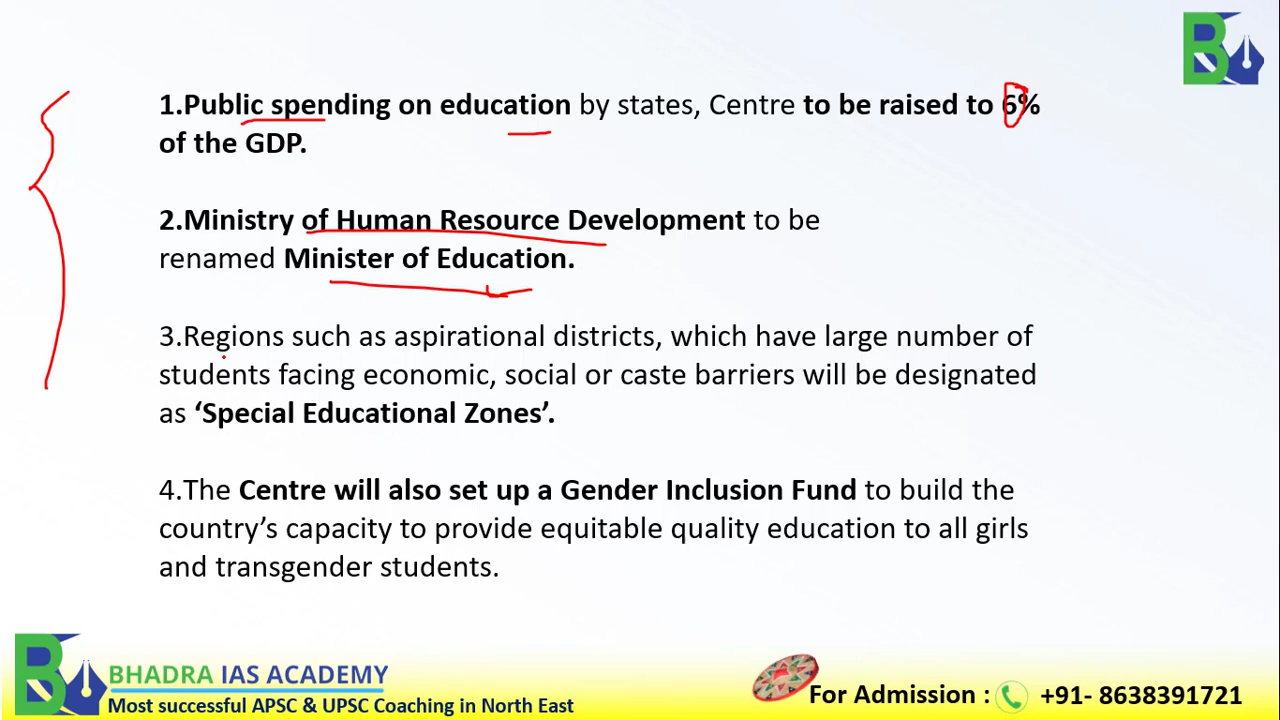 1.Public spending on education by states, Centre to be raised to 6%
of the GDP.
2.Ministry of Human Resource Development to be
renamed Minister of Education.
3.Regions such as aspirational districts, which have large number of
students facing economic, social or caste barriers will be designated
as ‘Special Educational Zones’.
4.The Centre will also set up a Gender Inclusion Fund to build the
country’s capacity to provide equitable quality education to all girls
and transgender students.
BHADRA IAS ACADEMY
Most successful APSC & UPSC Coaching in North East
For Admission : +91- 8638391721